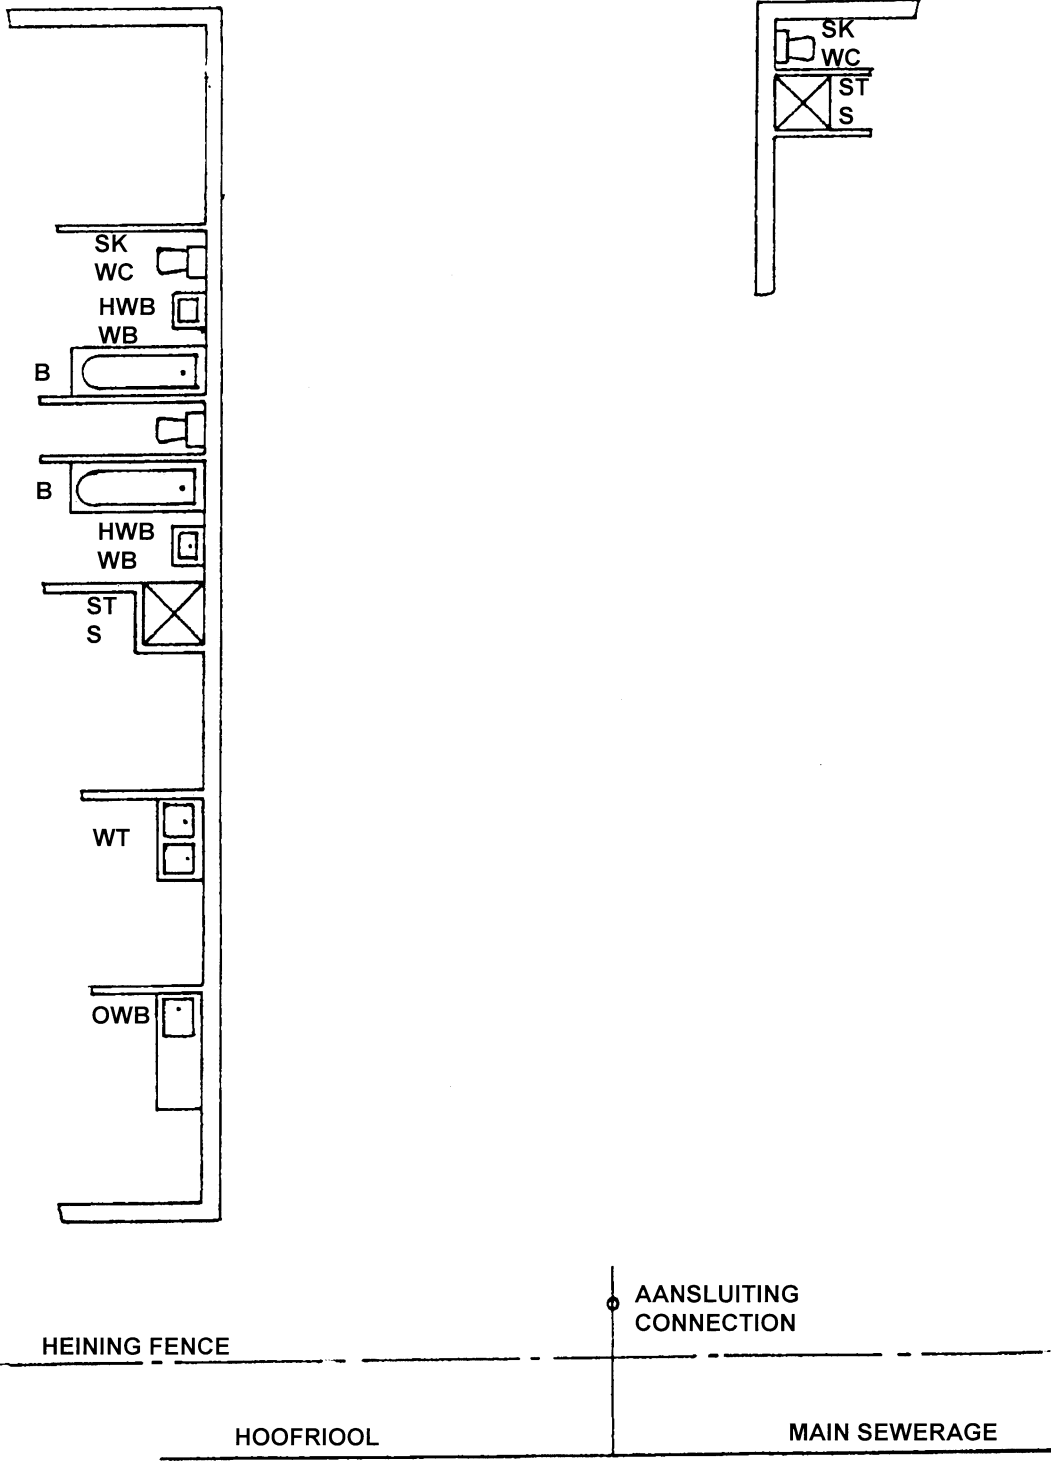 SK
WC
ST
S
SK
WC
HWB
WB
B
B
HWB
WB
ST
S
WT
OWB
AANSLUITING
CONNECTION
HEINING FENCE
HOOFRIOOL
MAIN SEWERAGE